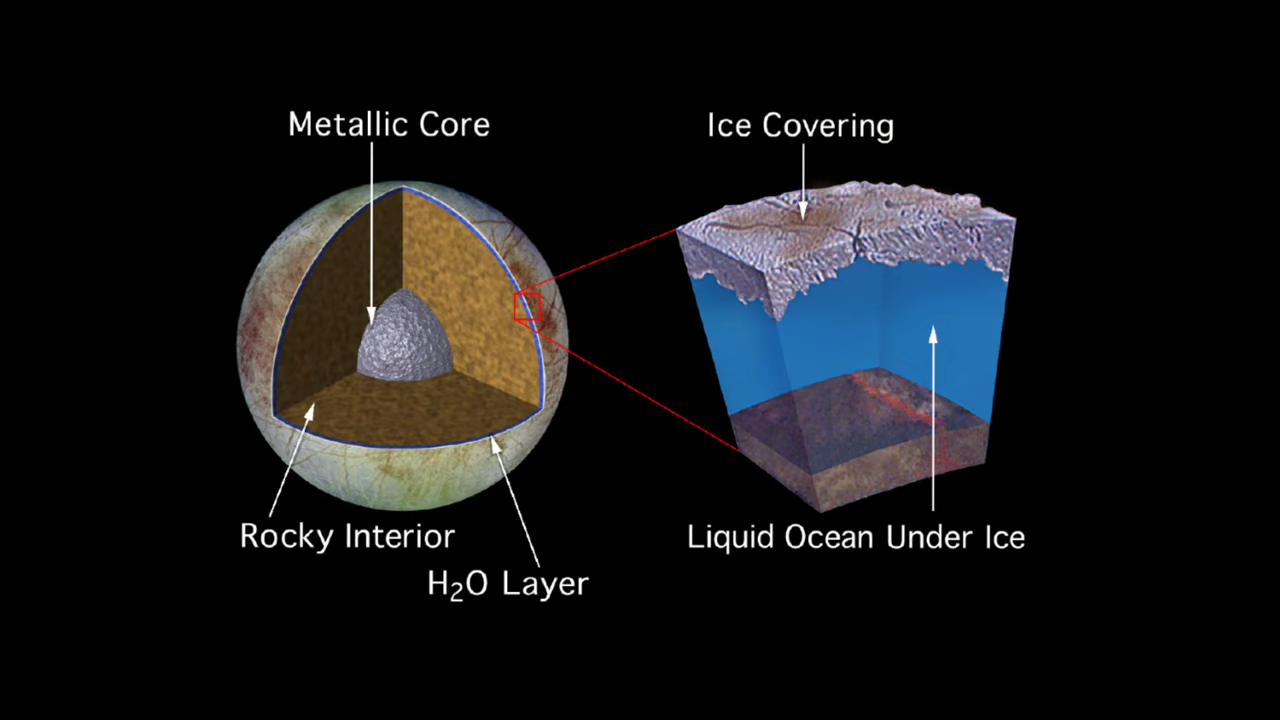 Metallic Core
Ice Covering
Rocky Interior
Liquid Ocean Under Ice
H₂O Layer